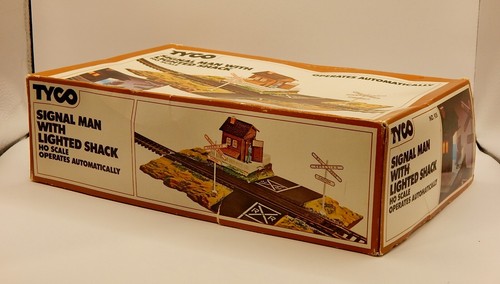 TYCO
SIGNAL MAN WITH
LIGHTED SHACK
OPERATES AUTOMATICALLY
TYCO
SIGNAL MAN
WITH
LIGHTED SHACK
HO SCALE
OPERATES AUTOMATICALLY
R R
TYCO
SIGNAL MAN
WITH
LIGHTED SHACK
HO SCALE
OPERATES AUTOMATICALLY